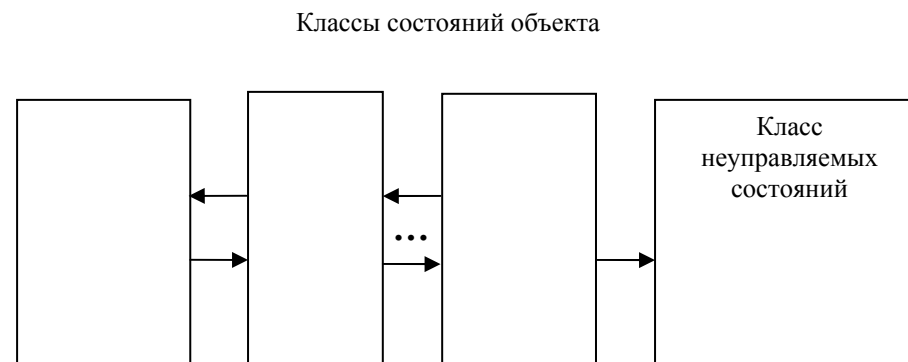 Классы состояний объекта
Класс
неуправляемых
состояний
...